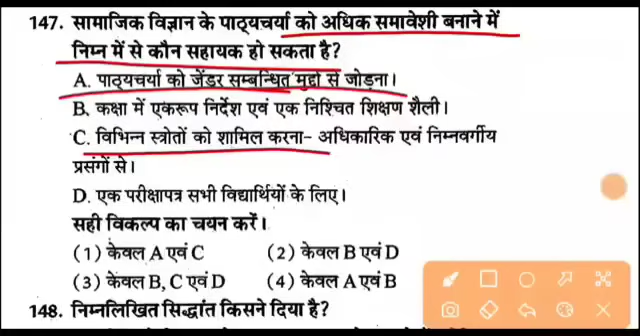 147. सामाजिक विज्ञान के पाठ्यचर्या को अधिक समावेशी बनाने में
निम्न में से कौन सहायक हो सकता है?
A. पाठ्यचर्या को जेंडर सम्बन्धित मुद्दों से जोड़ना।
B. कक्षा में एकरूप निर्देश एवं एक निश्चित शिक्षण शैली।
C. विभिन्न स्त्रोतों को शामिल करना- अधिकारिक एवं निम्नवर्गीय
प्रसंगों से।
D. एक परीक्षापत्र सभी विद्यार्थियों के लिए।
सही विकल्प का चयन करें।
(1) केवल A एवं C (2) केवल B एवं D
(3) केवल B, C एवं D (4) केवल A एवं B
148. निम्नलिखित सिद्धांत किसने दिया है?